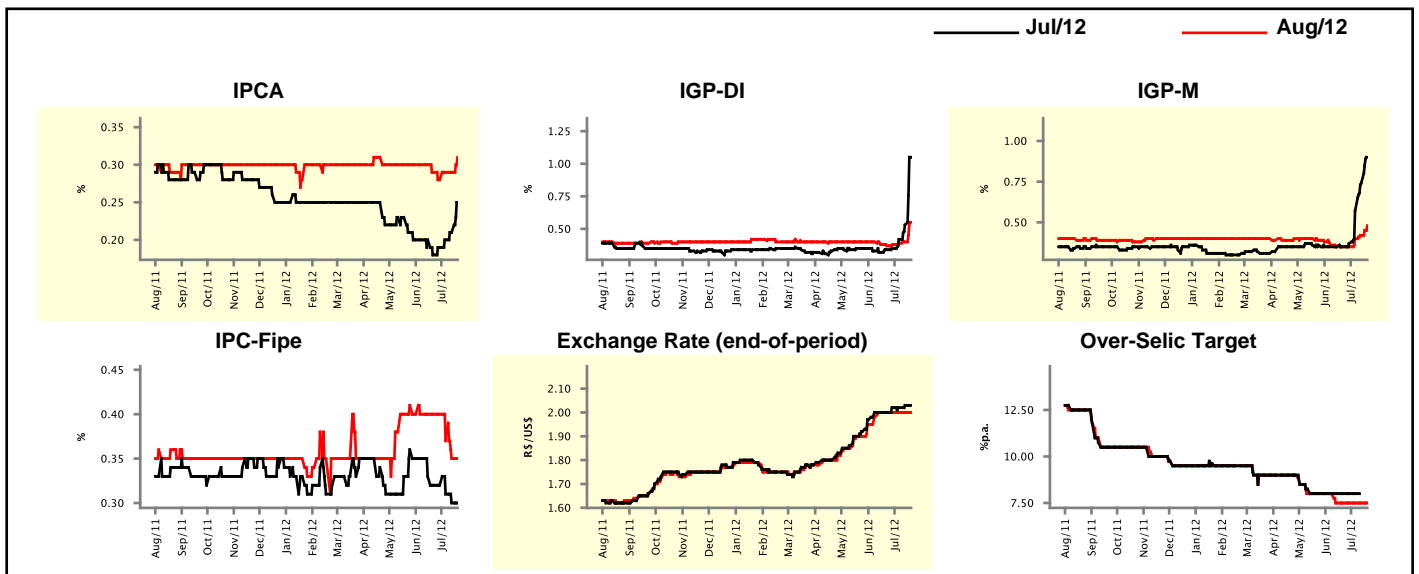 Jul/12 Aug/12
IPCA
0.35
0.30
0.25
0.20
%
Aug/11 Sep/11 Oct/11 Nov/11 Dec/11 Jan/12 Feb/12 Mar/12 Apr/12 May/12 Jun/12 Jul/12
IGP-DI
1.25
1.00
0.75
0.50
%
Aug/11 Sep/11 Oct/11 Nov/11 Dec/11 Jan/12 Feb/12 Mar/12 Apr/12 May/12 Jun/12 Jul/12
IGP-M
1.00
0.75
0.50
%
Aug/11 Sep/11 Oct/11 Nov/11 Dec/11 Jan/12 Feb/12 Mar/12 Apr/12 May/12 Jun/12 Jul/12
IPC-Fipe
0.45
0.40
0.35
0.30
%
Aug/11 Sep/11 Oct/11 Nov/11 Dec/11 Jan/12 Feb/12 Mar/12 Apr/12 May/12 Jun/12 Jul/12
Exchange Rate (end-of-period)
2.10
2.00
1.90
1.80
1.70
1.60
R$/US$
Aug/11 Sep/11 Oct/11 Nov/11 Dec/11 Jan/12 Feb/12 Mar/12 Apr/12 May/12 Jun/12 Jul/12
Over-Selic Target
12.50
10.00
7.50
%p.a.
Aug/11 Sep/11 Oct/11 Nov/11 Dec/11 Jan/12 Feb/12 Mar/12 Apr/12 May/12 Jun/12 Jul/12